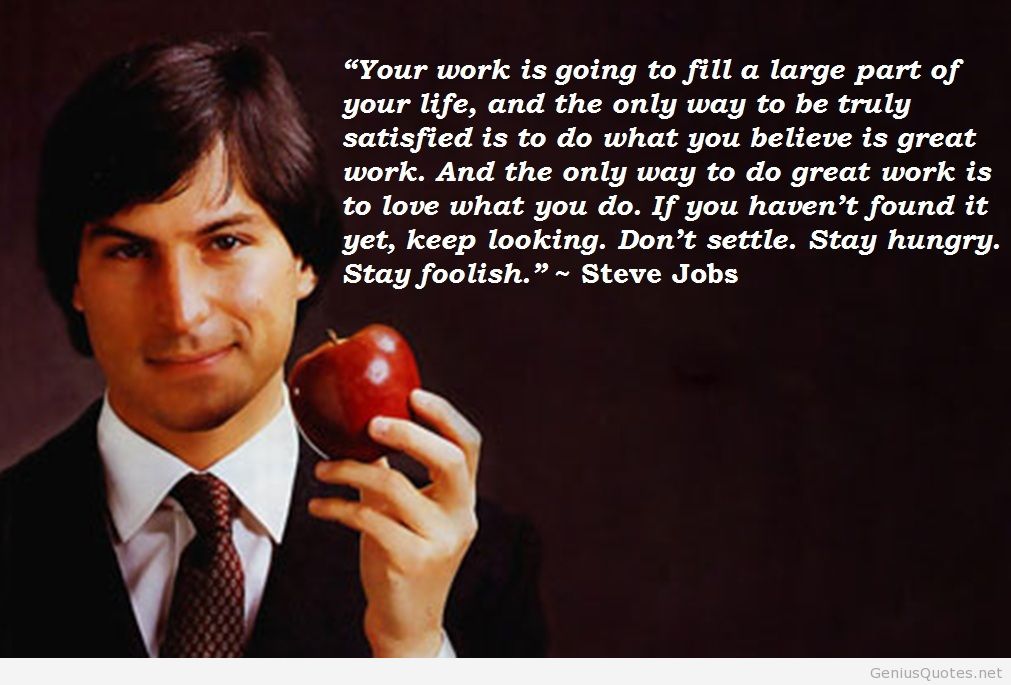 “Your work is going to fill a large part of
your life, and the only way to be truly
satisfied is to do what you believe is great
work. And the only way to do great work is
to love what you do. If you haven’t found it
yet, keep looking. Don’t settle. Stay hungry.
Stay foolish.” ~ Steve Jobs
GeniusQuotes.net